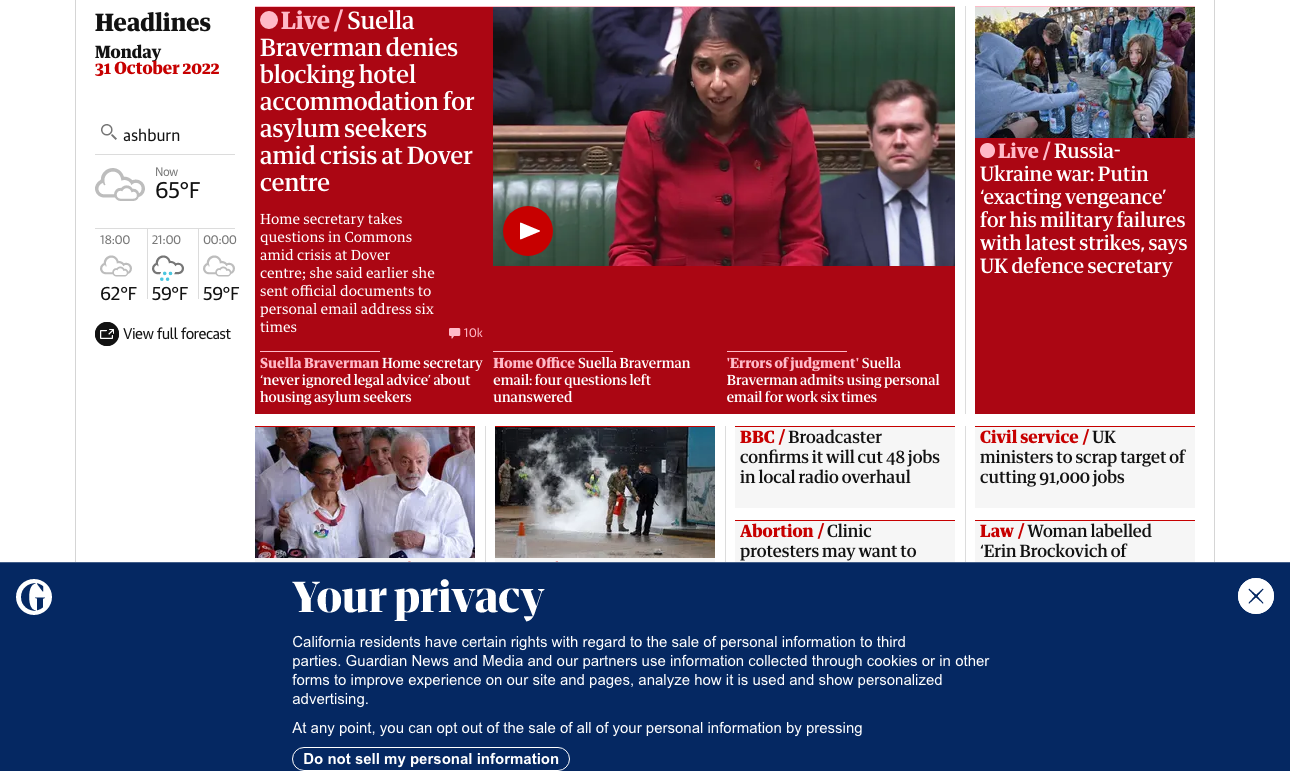 Headlines
Monday
31 October 2022
ashburn
Now
65°F
18:00
62°F
21:00
59°F
00:00
59°F
View full forecast
Live / Suella
Braverman denies
blocking hotel
accommodation for
asylum seekers
amid crisis at Dover
centre
Home secretary takes
questions in Commons
amid crisis at Dover
centre; she said earlier she
sent official documents to
personal email address six
times
10k
Suella Braverman Home secretary
‘never ignored legal advice’ about
housing asylum seekers
Home Office Suella Braverman
email: four questions left
unanswered
'Errors of judgment' Suella
Braverman admits using personal
email for work six times
Live / Russia-
Ukraine war: Putin
‘exacting vengeance’
for his military failures
with latest strikes, says
UK defence secretary
BBC / Broadcaster
confirms it will cut 48 jobs
in local radio overhaul
Civil service / UK
ministers to scrap target of
cutting 91,000 jobs
Abortion / Clinic
protesters may want to
Law / Woman labelled
‘Erin Brockovich of
G
Your privacy
California residents have certain rights with regard to the sale of personal information to third
parties. Guardian News and Media and our partners use information collected through cookies or in other
forms to improve experience on our site and pages, analyze how it is used and show personalized
advertising.
At any point, you can opt out of the sale of all of your personal information by pressing
Do not sell my personal information